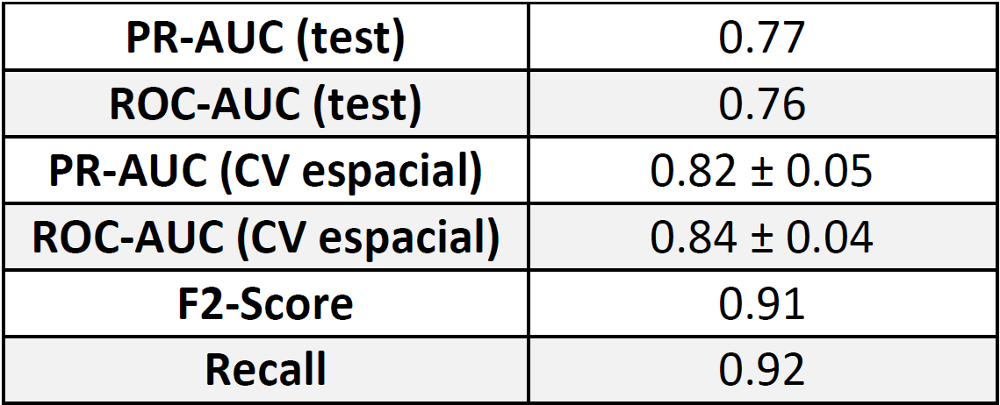 PR-AUC (test) 0.77
ROC-AUC (test) 0.76
PR-AUC (CV espacial) 0.82 ± 0.05
ROC-AUC (CV espacial) 0.84 ± 0.04
F2-Score 0.91
Recall 0.92